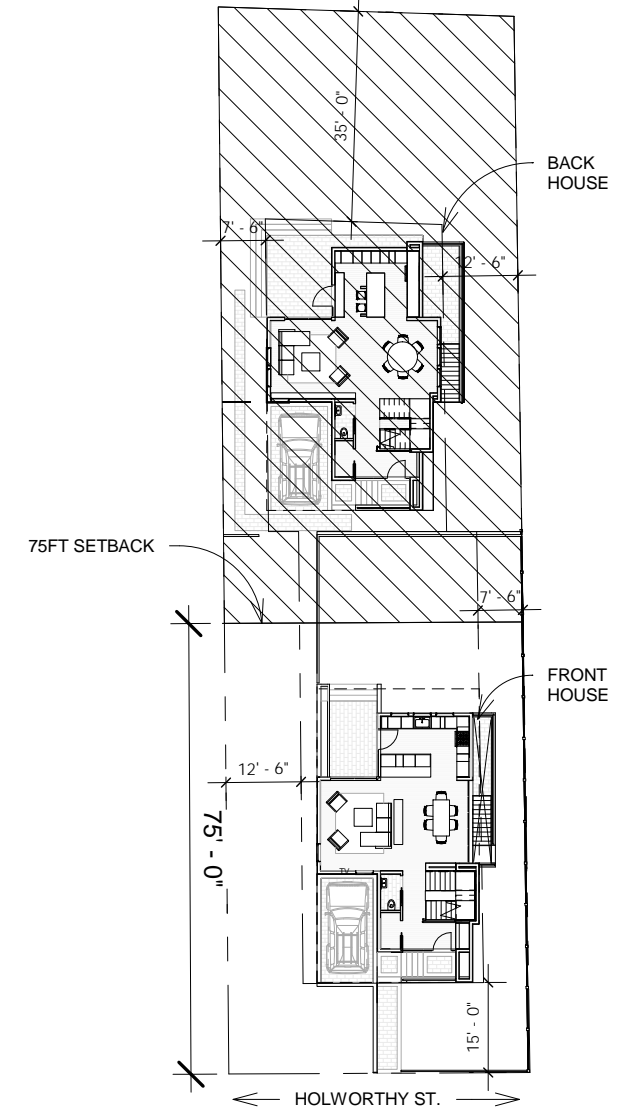 35' - 0"
BACK
HOUSE
7' - 6"
12' - 6"
75FT SETBACK
7' - 6"
FRONT
HOUSE
12' - 6"
75' - 0"
TV
15' - 0"
HOLWORTHY ST.